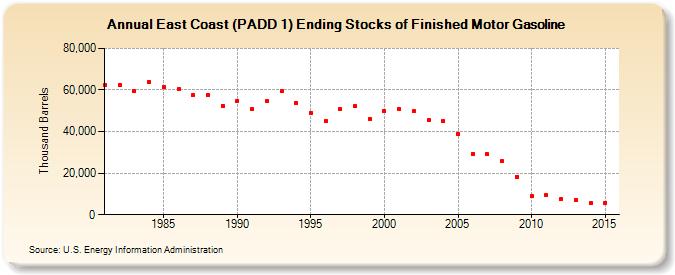 Annual East Coast (PADD 1) Ending Stocks of Finished Motor Gasoline
Thousand Barrels
80,000
60,000
40,000
20,000
0
1985 1990 1995 2000 2005 2010 2015
Source: U.S. Energy Information Administration